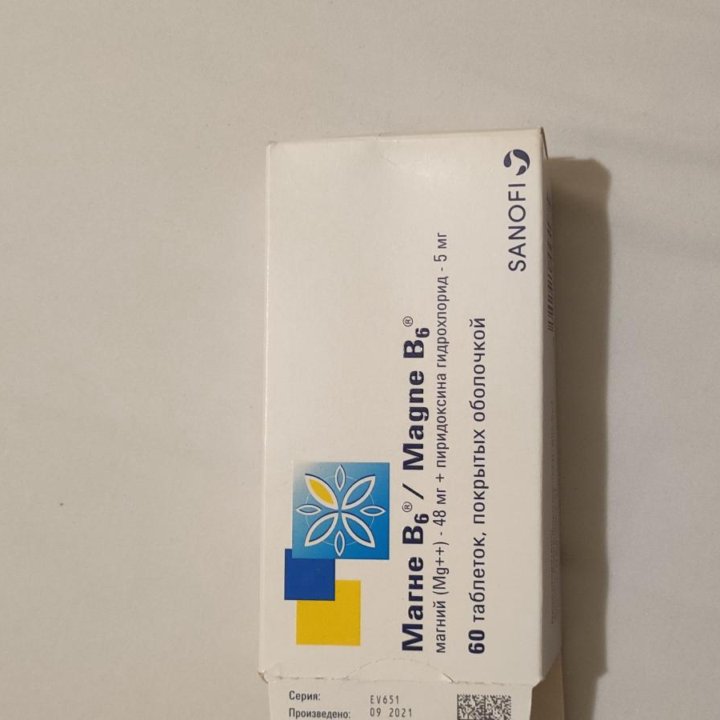 SANOFI
Магне B6® / Magne B6®
магний (Mg++) - 48 мг + пиридоксина гидрохлорид - 5 мг
60 таблеток, покрытых оболочкой
Серия: EV651
Произведено: 09 2021